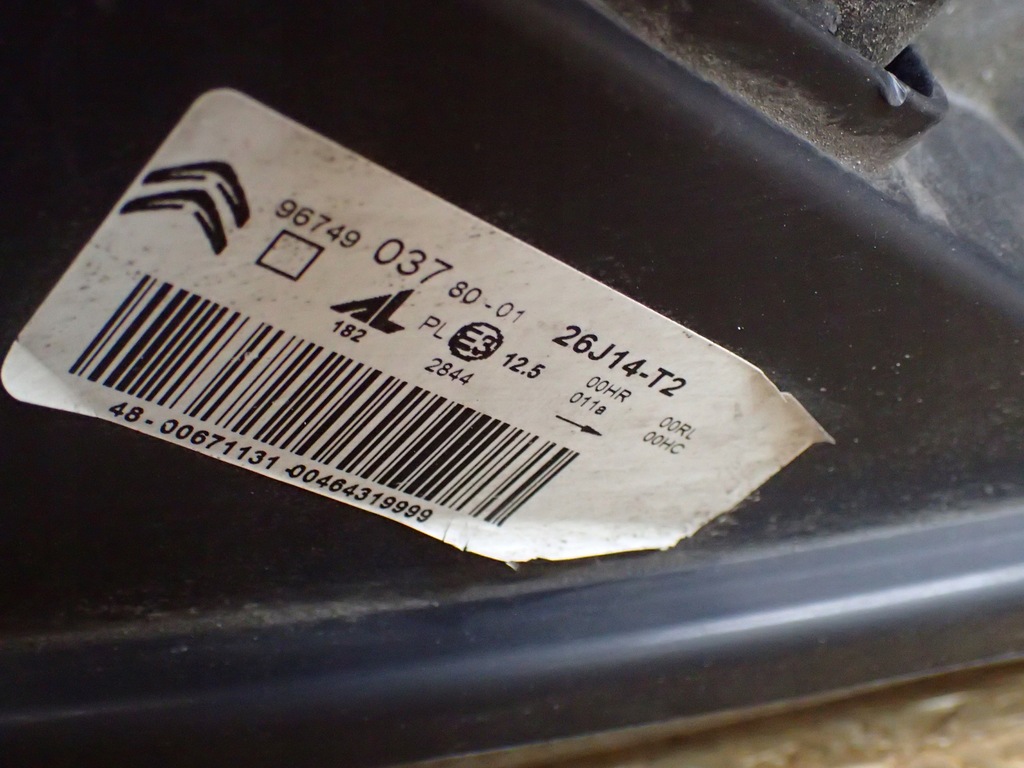 96749 037 80-01 26J14-T2
AL PL E3 12.5 00HR 00RL
182 2844 011a 00HC
48-00671131-00464319999